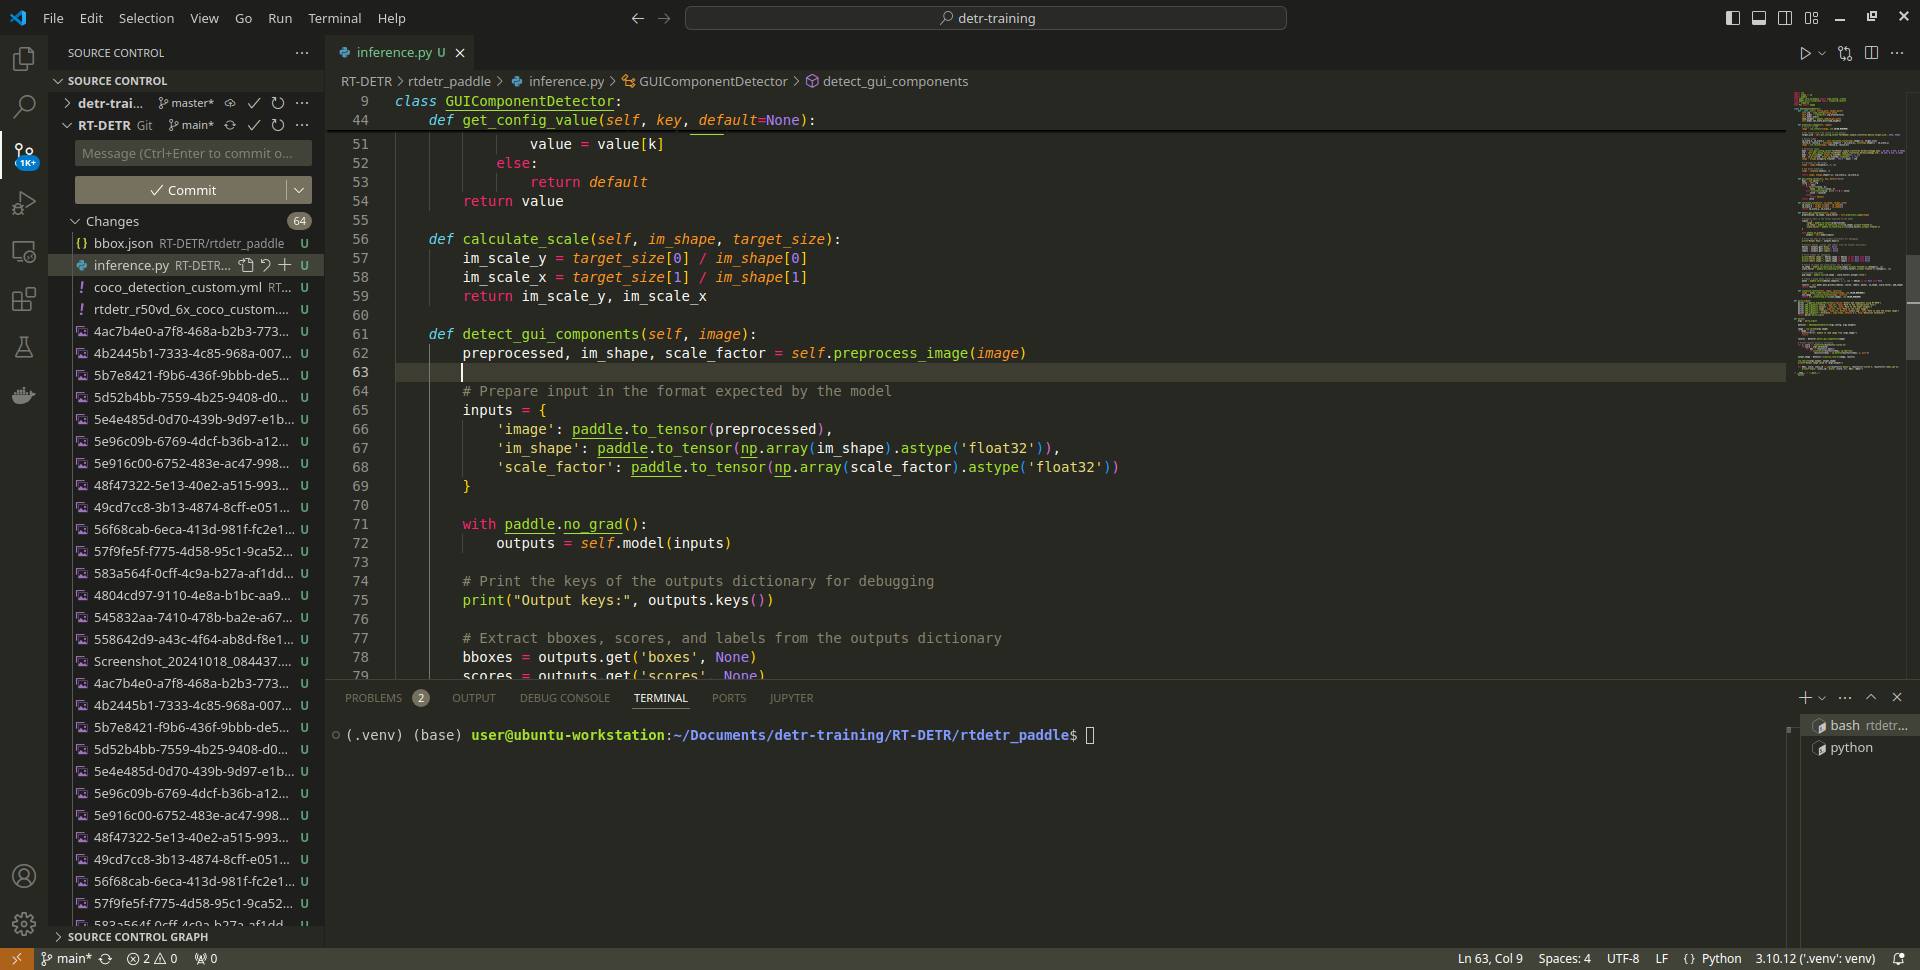 File Edit Selection View Go Run Terminal Help
detr-training
SOURCE CONTROL
SOURCE CONTROL
detr-trai... master*
RT-DETR Git main*
Message (Ctrl+Enter to commit o...
Commit
Changes 64
bbox.json RT-DETR/rtdetr_paddle U
inference.py RT-DETR... U
coco_detection_custom.yml RT... U
rtdetr_r50vd_6x_coco_custom.... U
4ac7b4e0-a7f8-468a-b2b3-773... U
4b2445b1-7333-4c85-968a-007... U
5b7e8421-f9b6-436f-9bbb-de5... U
5d52b4bb-7559-4b25-9408-d0... U
5e4e485d-0d70-439b-9d97-e1b... U
5e96c09b-6769-4dcf-b36b-a12... U
5e916c00-6752-483e-ac47-998... U
48f47322-5e13-40e2-a515-993... U
49cd7cc8-3b13-4874-8cff-e051... U
56f68cab-6eca-413d-981f-fc2e1... U
57f9fe5f-f775-4d58-95c1-9ca52... U
583a564f-0cff-4c9a-b27a-af1dd... U
4804cd97-9110-4e8a-b1bc-aa9... U
545832aa-7410-478b-ba2e-a67... U
558642d9-a43c-4f64-ab8d-f8e1... U
Screenshot_20241018_084437.... U
4ac7b4e0-a7f8-468a-b2b3-773... U
4b2445b1-7333-4c85-968a-007... U
5b7e8421-f9b6-436f-9bbb-de5... U
5d52b4bb-7559-4b25-9408-d0... U
5e4e485d-0d70-439b-9d97-e1b... U
5e96c09b-6769-4dcf-b36b-a12... U
5e916c00-6752-483e-ac47-998... U
48f47322-5e13-40e2-a515-993... U
49cd7cc8-3b13-4874-8cff-e051... U
56f68cab-6eca-413d-981f-fc2e1... U
57f9fe5f-f775-4d58-95c1-9ca52... U
583a564f-0cff-4c9a-b27a-af1dd... U
SOURCE CONTROL GRAPH
1K+
inference.py U
RT-DETR > rtdetr_paddle > inference.py > GUIComponentDetector > detect_gui_components
9 class GUIComponentDetector:
44 def get_config_value(self, key, default=None):
51 value = value[k]
52 else:
53 return default
54 return value
55
56 def calculate_scale(self, im_shape, target_size):
57 im_scale_y = target_size[0] / im_shape[0]
58 im_scale_x = target_size[1] / im_shape[1]
59 return im_scale_y, im_scale_x
60
61 def detect_gui_components(self, image):
62 preprocessed, im_shape, scale_factor = self.preprocess_image(image)
63
64 # Prepare input in the format expected by the model
65 inputs = {
66 'image': paddle.to_tensor(preprocessed),
67 'im_shape': paddle.to_tensor(np.array(im_shape).astype('float32')),
68 'scale_factor': paddle.to_tensor(np.array(scale_factor).astype('float32'))
69 }
70
71 with paddle.no_grad():
72 outputs = self.model(inputs)
73
74 # Print the keys of the outputs dictionary for debugging
75 print("Output keys:", outputs.keys())
76
77 # Extract bboxes, scores, and labels from the outputs dictionary
78 bboxes = outputs.get('boxes', None)
79 scores = outputs.get('scores', None)
PROBLEMS 2 OUTPUT DEBUG CONSOLE TERMINAL PORTS JUPYTER
(.venv) (base) user@ubuntu-workstation:~/Documents/detr-training/RT-DETR/rtdetr_paddle$
bash rtdetr...
python
main* 2 0 0
Ln 63, Col 9 Spaces: 4 UTF-8 LF {} Python 3.10.12 ('.venv': venv)